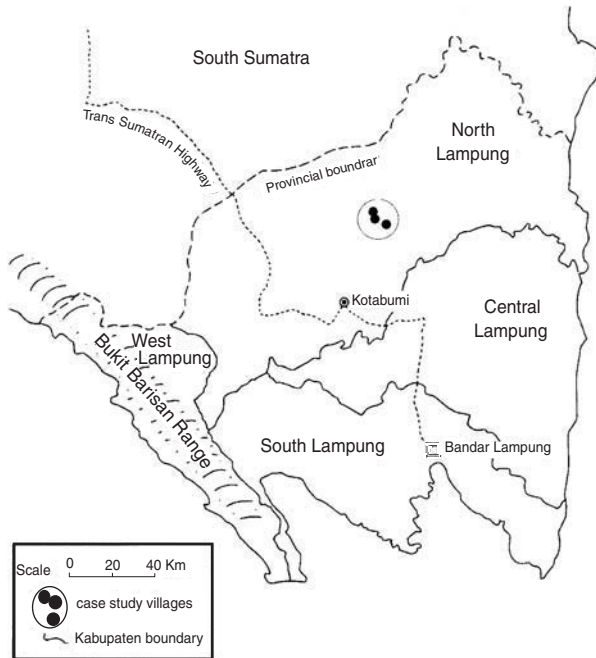 South Sumatra
Trans Sumatran Highway
North
Lampung
Provincial boundrar
Kotabumi
Central
Lampung
West
Lampung
Bukit Barisan Range
South Lampung
Bandar Lampung
Scale 0 20 40 Km
case study villages
Kabupaten boundary